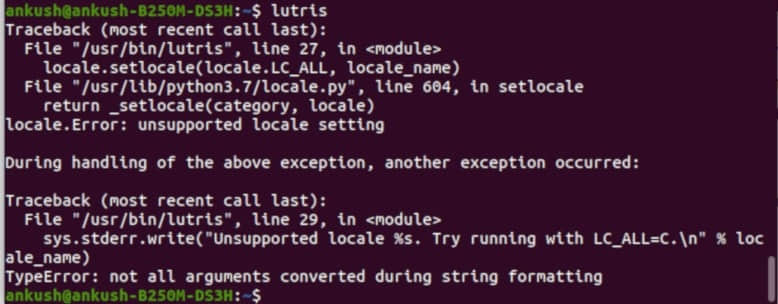 ankush@ankush-B250M-DS3H:~$ lutris
Traceback (most recent call last):
  File "/usr/bin/lutris", line 27, in <module>
    locale.setlocale(locale.LC_ALL, locale_name)
  File "/usr/lib/python3.7/locale.py", line 604, in setlocale
    return _setlocale(category, locale)
locale.Error: unsupported locale setting

During handling of the above exception, another exception occurred:

Traceback (most recent call last):
  File "/usr/bin/lutris", line 29, in <module>
    sys.stderr.write("Unsupported locale %s. Try running with LC_ALL=C.\n" % loc
ale_name)
TypeError: not all arguments converted during string formatting
ankush@ankush-B250M-DS3H:~$